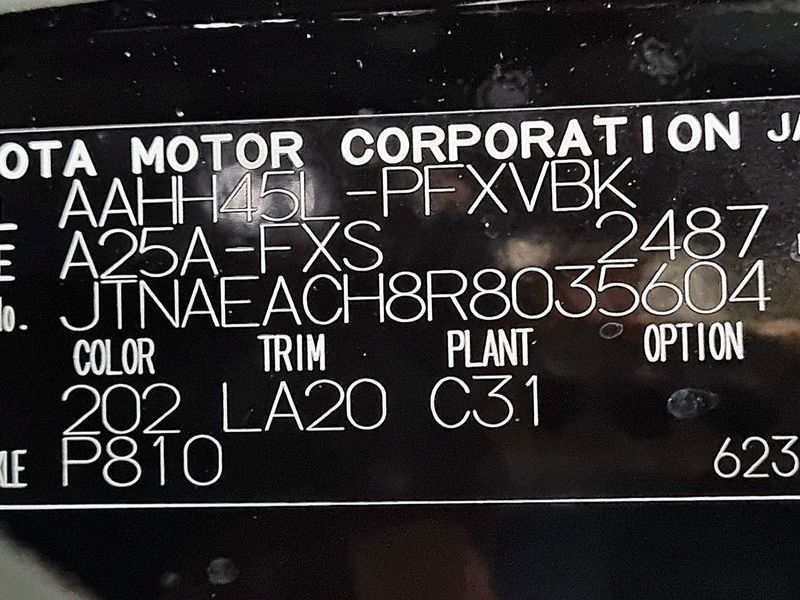 OTA MOTOR CORPORATION JA
AAHH45L-PFXVBK
E A25A-FXS 2487
No. JTNAEACH8R8035604
COLOR TRIM PLANT OPTION
202 LA20 C31
P810 623